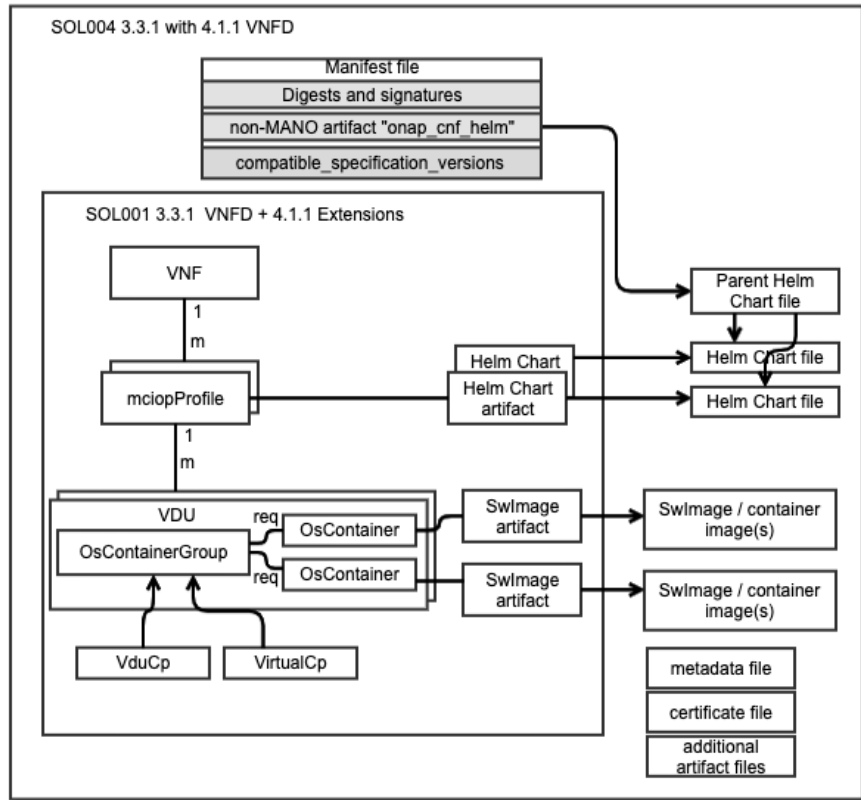 SOL004 3.3.1 with 4.1.1 VNFD
Manifest file
Digests and signatures
non-MANO artifact "onap_cnf_helm"
compatible_specification_versions
SOL001 3.3.1 VNFD + 4.1.1 Extensions
VNF
1
m
mciopProfile
1
m
Helm Chart
Helm Chart
artifact
Parent Helm
Chart file
Helm Chart file
Helm Chart file
VDU
OsContainerGroup
req
OsContainer
req
OsContainer
SwImage
artifact
SwImage
artifact
SwImage / container
image(s)
SwImage / container
image(s)
VduCp
VirtualCp
metadata file
certificate file
additional
artifact files